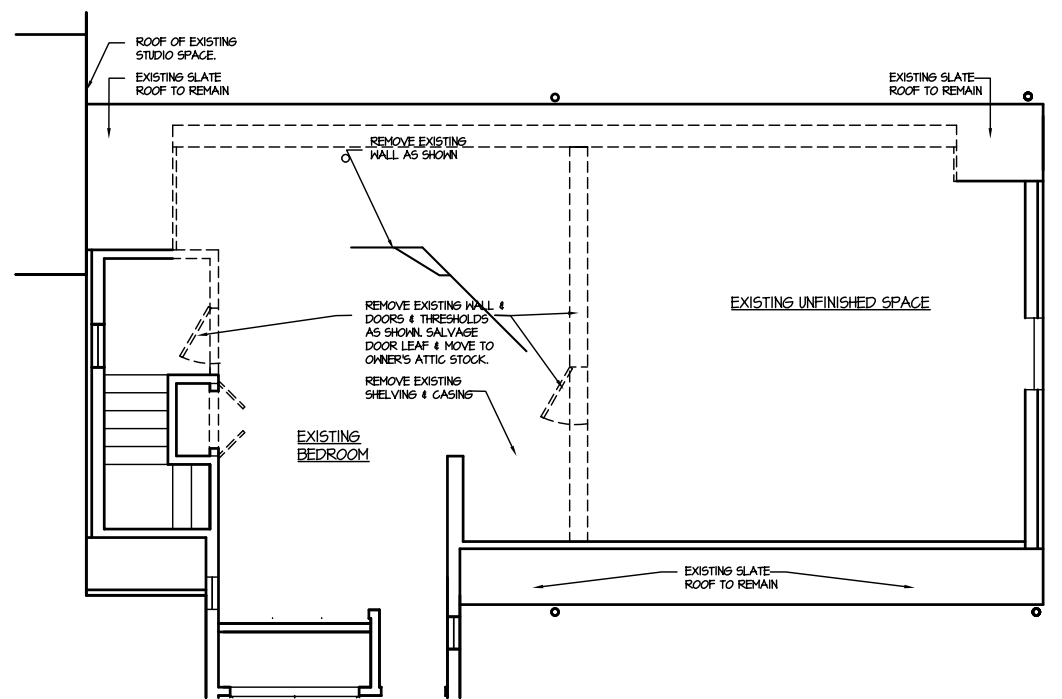 ROOF OF EXISTING
STUDIO SPACE.
EXISTING SLATE
ROOF TO REMAIN
EXISTING SLATE
ROOF TO REMAIN
REMOVE EXISTING
WALL AS SHOWN
REMOVE EXISTING WALL &
DOORS & THRESHOLDS
AS SHOWN. SALVAGE
DOOR LEAF & MOVE TO
OWNER'S ATTIC STOCK.
EXISTING UNFINISHED SPACE
REMOVE EXISTING
SHELVING & CASING
EXISTING
BEDROOM
EXISTING SLATE
ROOF TO REMAIN